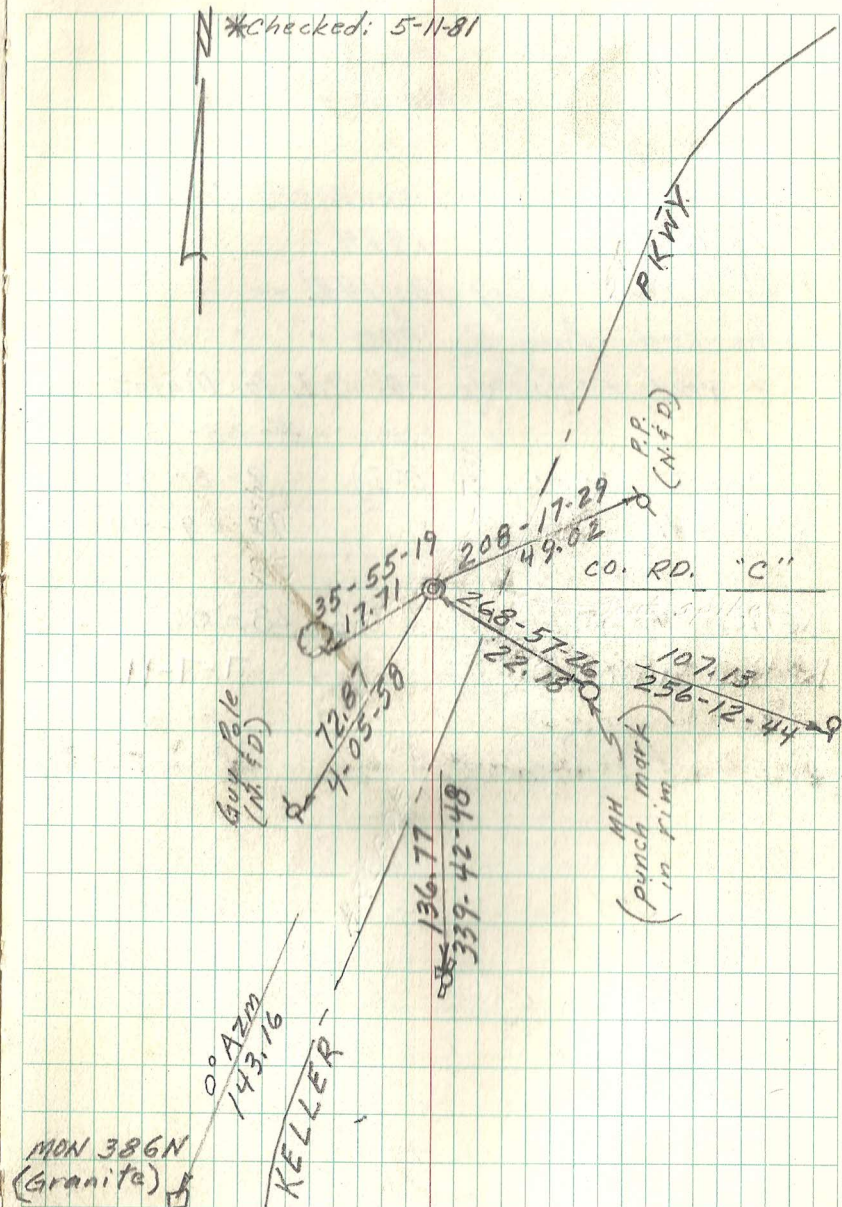 N
*Checked: 5-11-81
PKWY.
P.P.
(N.&D.)
208-17-29
49.02
CO. RD. "C"
35-55-19
17.71
268-57-26
22.18
107.13
256-12-44
72.87
4-05-58
Guy Pole
(N.&D.)
MH
(punch mark
in rim)
136.77
339-42-48
0° AZM
143.16
KELLER
MON 386N
(Granite)